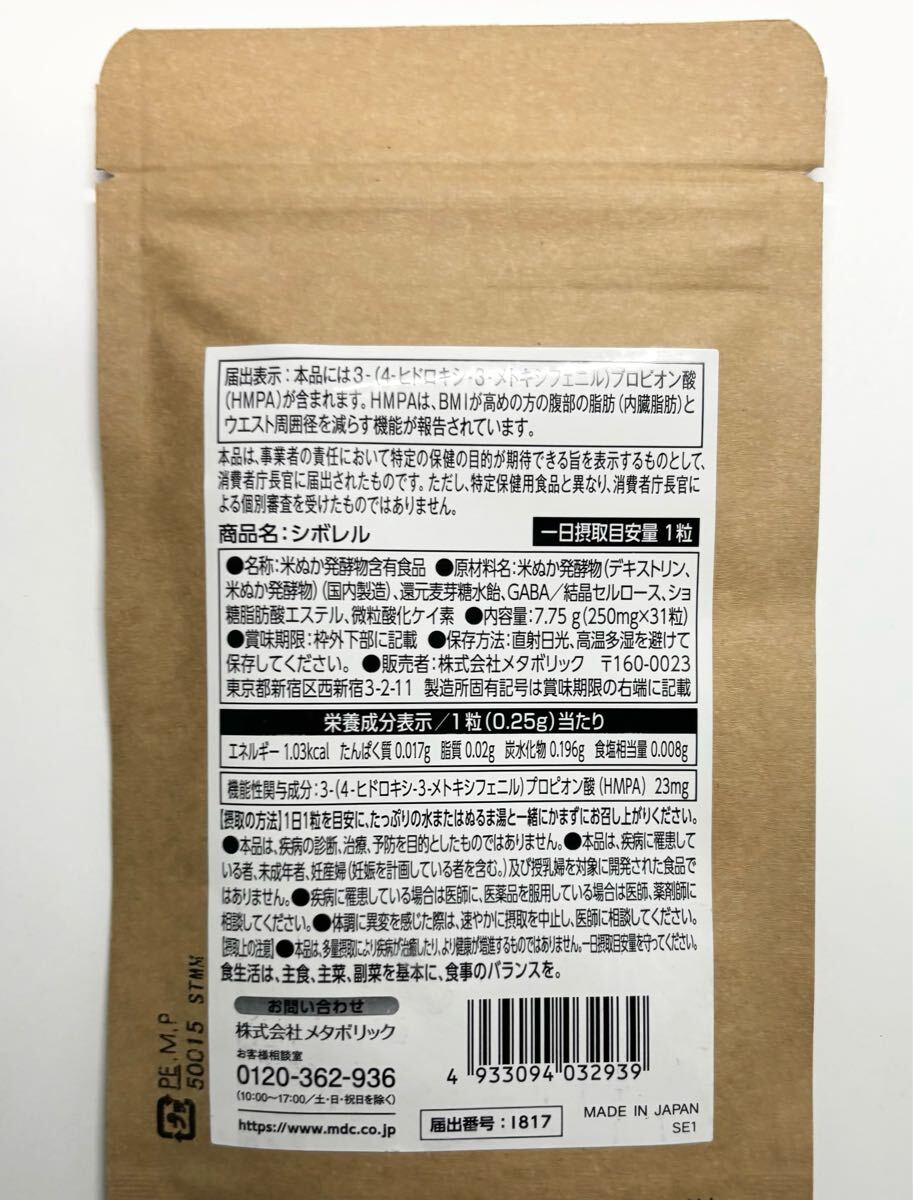 届出表示：本品には3-(4-ヒドロキシ-3-メトキシフェニル)プロピオン酸
(HMPA)が含まれます。HMPAは、BMIが高めの方の腹部の脂肪(内臓脂肪)と
ウエスト周囲径を減らす機能が報告されています。
本品は、事業者の責任において特定の保健の目的が期待できる旨を表示するものとして、
消費者庁長官に届出されたものです。ただし、特定保健用食品と異なり、消費者庁長官に
よる個別審査を受けたものではありません。
商品名：シボレル 一日摂取目安量 1粒
●名称：米ぬか発酵物含有食品 ●原材料名：米ぬか発酵物(デキストリン、
米ぬか発酵物)(国内製造)、還元麦芽糖水飴、GABA／結晶セルロース、ショ
糖脂肪酸エステル、微粒酸化ケイ素 ●内容量：7.75g(250mg×31粒)
●賞味期限：枠外下部に記載 ●保存方法：直射日光、高温多湿を避けて
保存してください。 ●販売者：株式会社メタボリック 〒160-0023
東京都新宿区西新宿3-2-11 製造所固有記号は賞味期限の右端に記載
栄養成分表示/1粒(0.25g)当たり
エネルギー 1.03kcal たんぱく質 0.017g 脂質 0.02g 炭水化物 0.196g 食塩相当量 0.008g
機能性関与成分：3-(4-ヒドロキシ-3-メトキシフェニル)プロピオン酸(HMPA) 23mg
【摂取の方法】1日1粒を目安に、たっぷりの水またはぬるま湯と一緒にかまずにお召し上がりください。
●本品は、疾病の診断、治療、予防を目的としたものではありません。●本品は、疾病に罹患して
いる者、未成年者、妊産婦(妊娠を計画している者を含む。)及び授乳婦を対象に開発された食品で
はありません。●疾病に罹患している場合は医師に、医薬品を服用している場合は医師、薬剤師に
相談してください。●体調に異変を感じた際は、速やかに摂取を中止し、医師に相談してください。
【摂取上の注意】●本品は、多量摂取により疾病が治癒したり、より健康が増進するものではありません。一日摂取目安量を守ってください。
食生活は、主食、主菜、副菜を基本に、食事のバランスを。
お問い合わせ
株式会社メタボリック
お客様相談室
0120-362-936
(10:00〜17:00／土・日・祝日を除く)
https://www.mdc.co.jp
4 933094 032939
届出番号：I817
MADE IN JAPAN
SE1
プラ
PE,M,P
50015 STMM